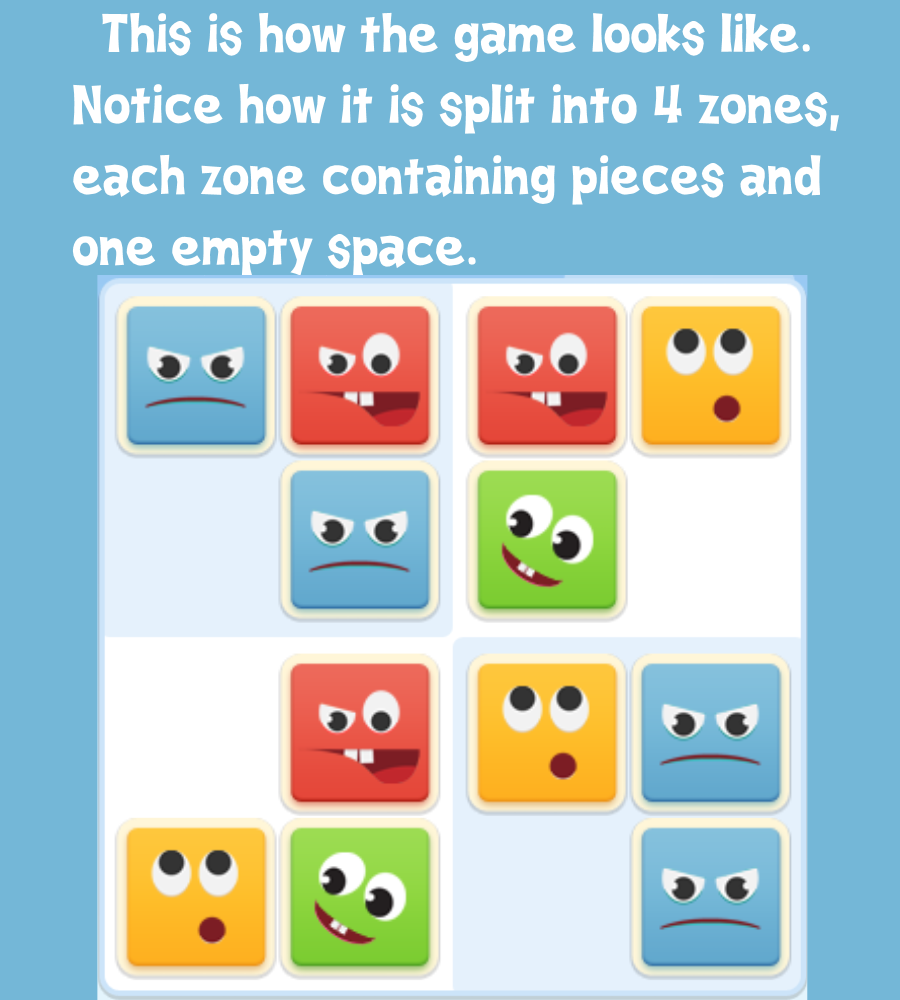 This is how the game looks like.
Notice how it is split into 4 zones,
each zone containing pieces and
one empty space.